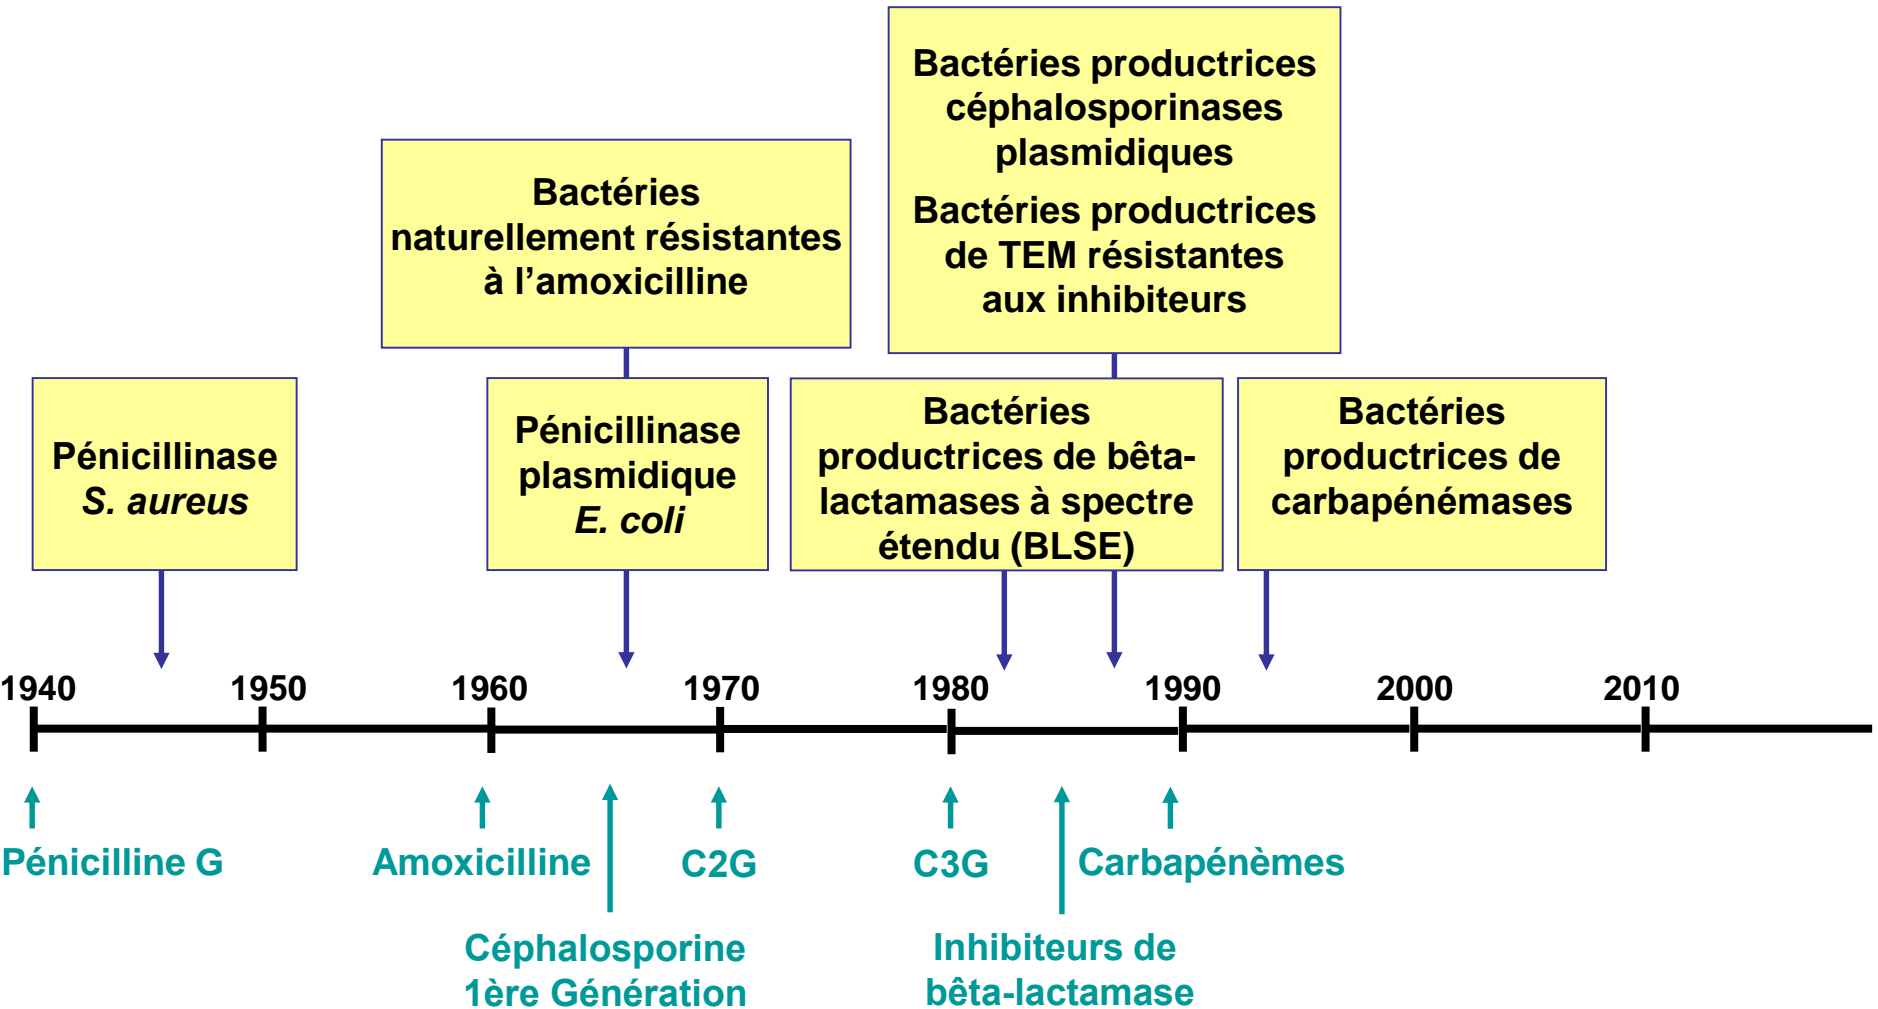 Bactéries productrices
céphalosporinases
plasmidiques
Bactéries productrices
de TEM résistantes
aux inhibiteurs
Bactéries
naturellement résistantes
à l’amoxicilline
Pénicillinase
S. aureus
Pénicillinase
plasmidique
E. coli
Bactéries
productrices de bêta-
lactamases à spectre
étendu (BLSE)
Bactéries
productrices de
carbapénémases
1940 1950 1960 1970 1980 1990 2000 2010
Pénicilline G Amoxicilline C2G C3G Carbapénèmes
Céphalosporine
1ère Génération
Inhibiteurs de
bêta-lactamase